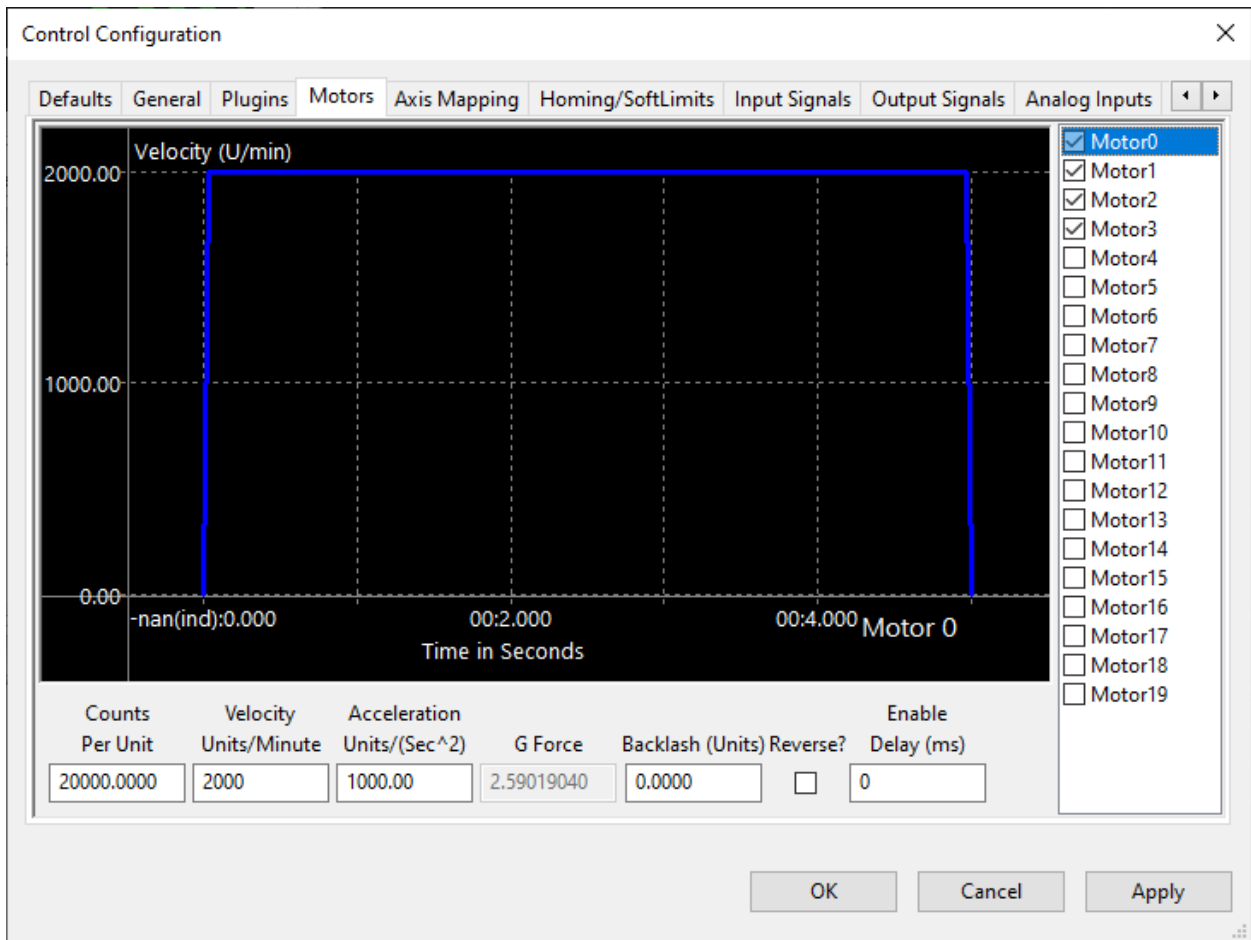 Control Configuration
Defaults General Plugins Motors Axis Mapping Homing/SoftLimits Input Signals Output Signals Analog Inputs
Velocity (U/min)
2000.00
1000.00
0.00
-nan(ind):0.000 00:2.000 00:4.000 Motor 0
Time in Seconds
Motor0
Motor1
Motor2
Motor3
Motor4
Motor5
Motor6
Motor7
Motor8
Motor9
Motor10
Motor11
Motor12
Motor13
Motor14
Motor15
Motor16
Motor17
Motor18
Motor19
Counts Velocity Acceleration Enable
Per Unit Units/Minute Units/(Sec^2) G Force Backlash (Units) Reverse? Delay (ms)
20000.0000 2000 1000.00 2.59019040 0.0000 0
OK Cancel Apply